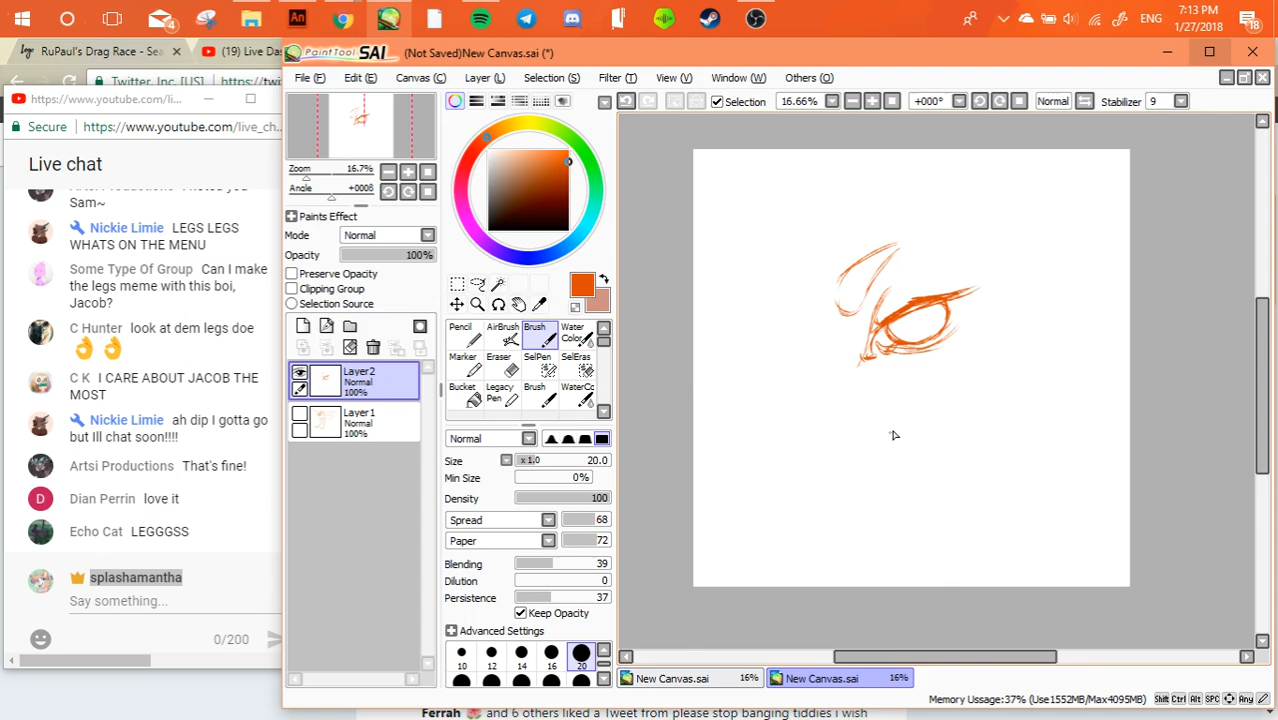 4
An
ENG
7:13 PM
1/27/2018
18
RuPaul's Drag Race - Sea
(19) Live Das
Twitter, Inc. [US]
https://www.youtube.com/li...
Secure
https://www.youtube.com/live_ch
Live chat
Sam~
Nickie Limie LEGS LEGS
WHATS ON THE MENU
Some Type Of Group Can I make
the legs meme with this boi,
Jacob?
C Hunter look at dem legs doe
👌 👌
C K I CARE ABOUT JACOB THE
MOST
Nickie Limie ah dip I gotta go
but Ill chat soon!!!!
Artsi Productions That's fine!
D
Dian Perrin love it
Echo Cat LEGGGSS
splashamantha
Say something...
0/200
PaintTool SAI
(Not Saved)New Canvas.sai (*)
File (F)
Edit (E)
Canvas (C)
Layer (L)
Selection (S)
Filter (T)
View (V)
Window (W)
Others (O)
Selection
16.66%
+000°
Normal
Stabilizer
9
Zoom
16.7%
Angle
+000ß
Paints Effect
Mode
Normal
Opacity
100%
Preserve Opacity
Clipping Group
Selection Source
Layer2
Normal
100%
Layer1
Normal
100%
Pencil
AirBrush
Brush
Water
Color
Marker
Eraser
SelPen
SelEras
Bucket
Legacy
Pen
Brush
WaterCo
Normal
Size
x 1.0
20.0
Min Size
0%
Density
100
Spread
68
Paper
72
Blending
39
Dilution
0
Persistence
37
Keep Opacity
Advanced Settings
10
12
14
16
20
New Canvas.sai
16%
New Canvas.sai
16%
Memory Ussage:37% (Use1552MB/Max4095MB)
Shift
Ctrl
Alt
SPC
Any
Ferrah 🌷 and 6 others liked a Tweet from please stop banging tiddies i wish